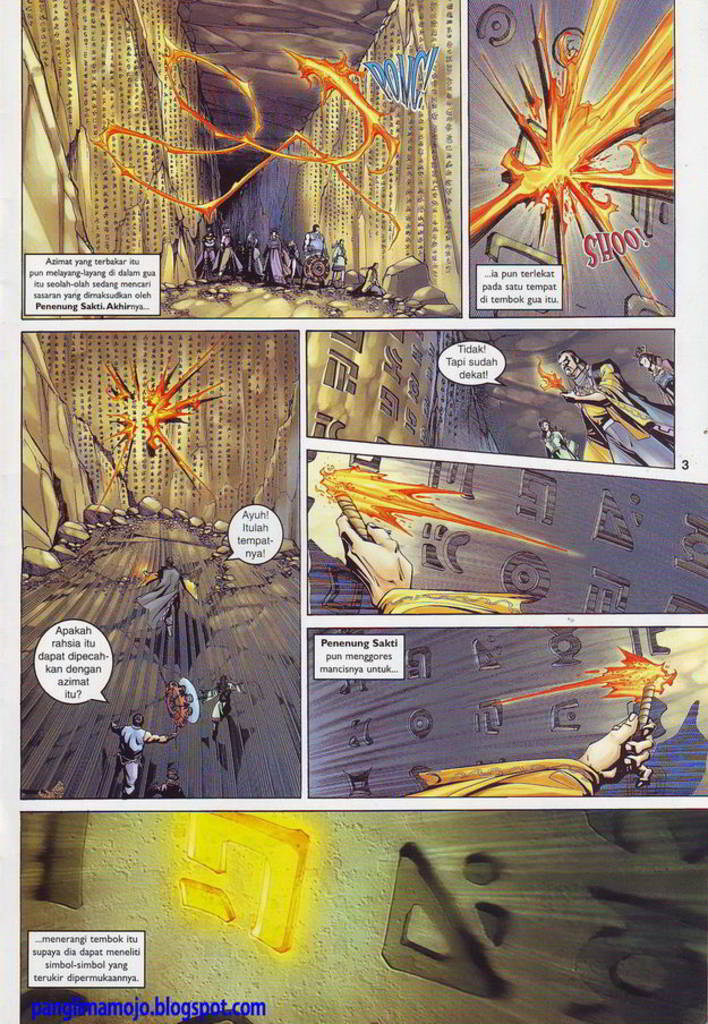 POMF!
Azimat yang terbakar itu
pun melayang-layang di dalam gua
itu seolah-olah sedang mencari
sasaran yang dimaksudkan oleh
Penenung Sakti. Akhirnya...
SHOO!
...ia pun terlekat
pada satu tempat
di tembok gua itu.
Ayuh!
Itulah
tempat-
nya!
Apakah
rahsia itu
dapat dipecah-
kan dengan
azimat
itu?
Tidak!
Tapi sudah
dekat!
3
Penenung Sakti
pun menggores
mancisnya untuk...
...menerangi tembok itu
supaya dia dapat meneliti
simbol-simbol yang
terukir dipermukaannya.
panglimamojo.blogspot.com